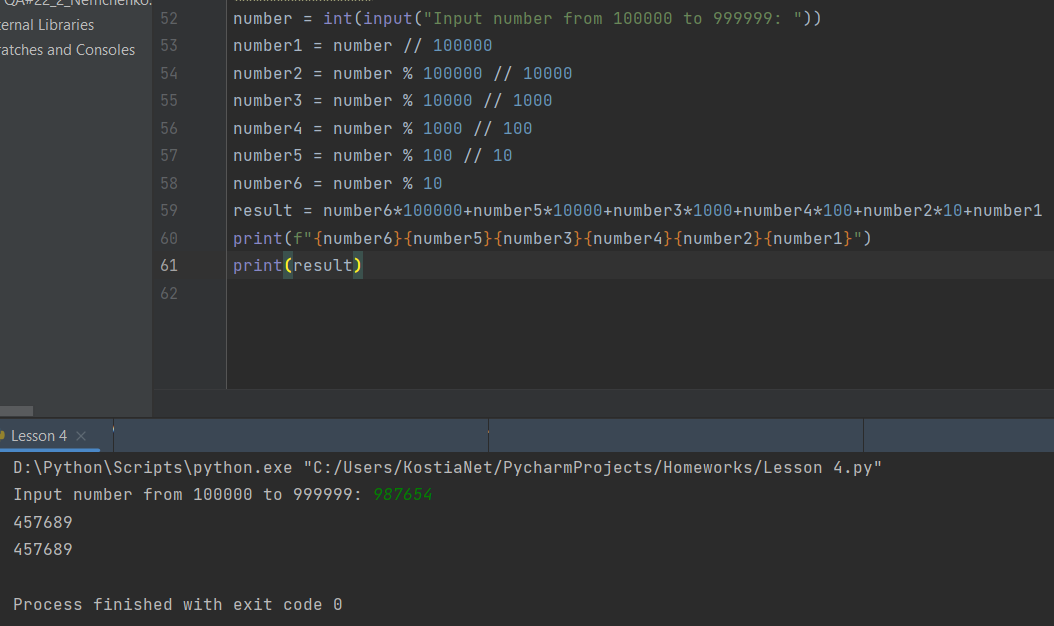 ternal Libraries
ratches and Consoles
52 number = int(input("Input number from 100000 to 999999: "))
53 number1 = number // 100000
54 number2 = number % 100000 // 10000
55 number3 = number % 10000 // 1000
56 number4 = number % 1000 // 100
57 number5 = number % 100 // 10
58 number6 = number % 10
59 result = number6*100000+number5*10000+number3*1000+number4*100+number2*10+number1
60 print(f"{number6}{number5}{number3}{number4}{number2}{number1}")
61 print(result)
62
Lesson 4
D:\Python\Scripts\python.exe "C:/Users/KostiaNet/PycharmProjects/Homeworks/Lesson 4.py"
Input number from 100000 to 999999: 987654
457689
457689
Process finished with exit code 0